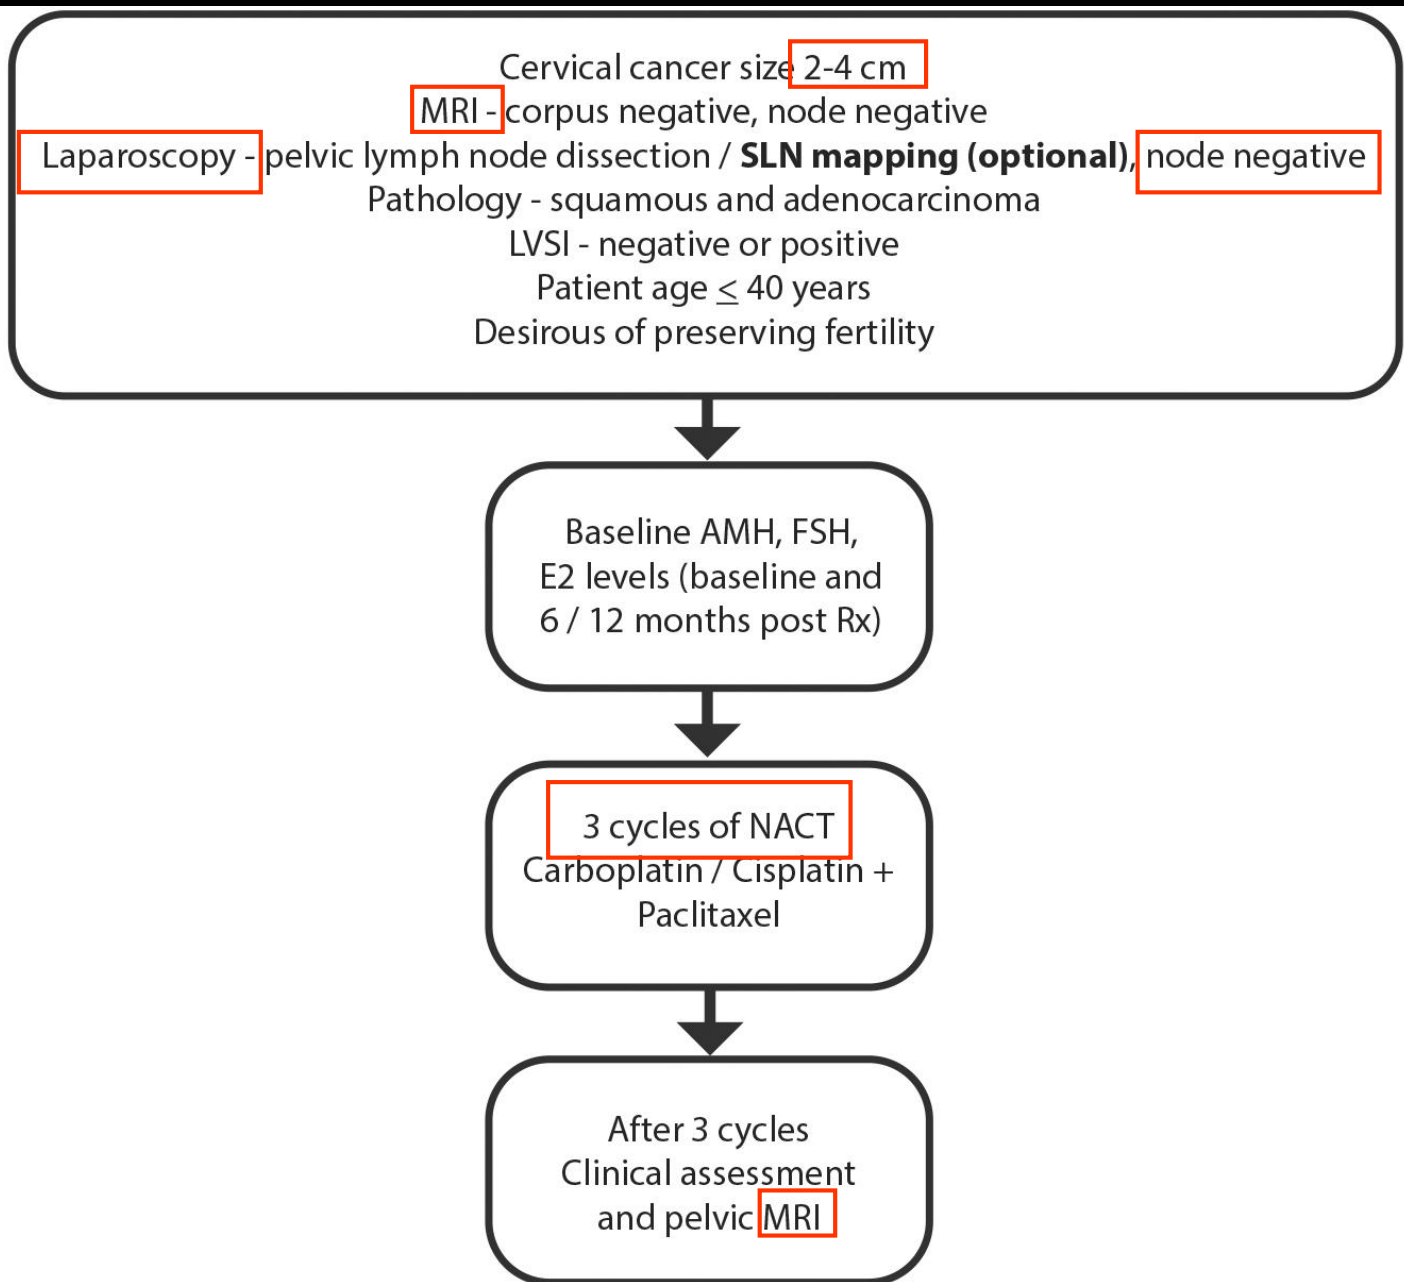 Cervical cancer size 2-4 cm
MRI - corpus negative, node negative
Laparoscopy - pelvic lymph node dissection / SLN mapping (optional), node negative
Pathology - squamous and adenocarcinoma
LVSI - negative or positive
Patient age ≤ 40 years
Desirous of preserving fertility
Baseline AMH, FSH,
E2 levels (baseline and
6 / 12 months post Rx)
3 cycles of NACT
Carboplatin / Cisplatin +
Paclitaxel
After 3 cycles
Clinical assessment
and pelvic MRI